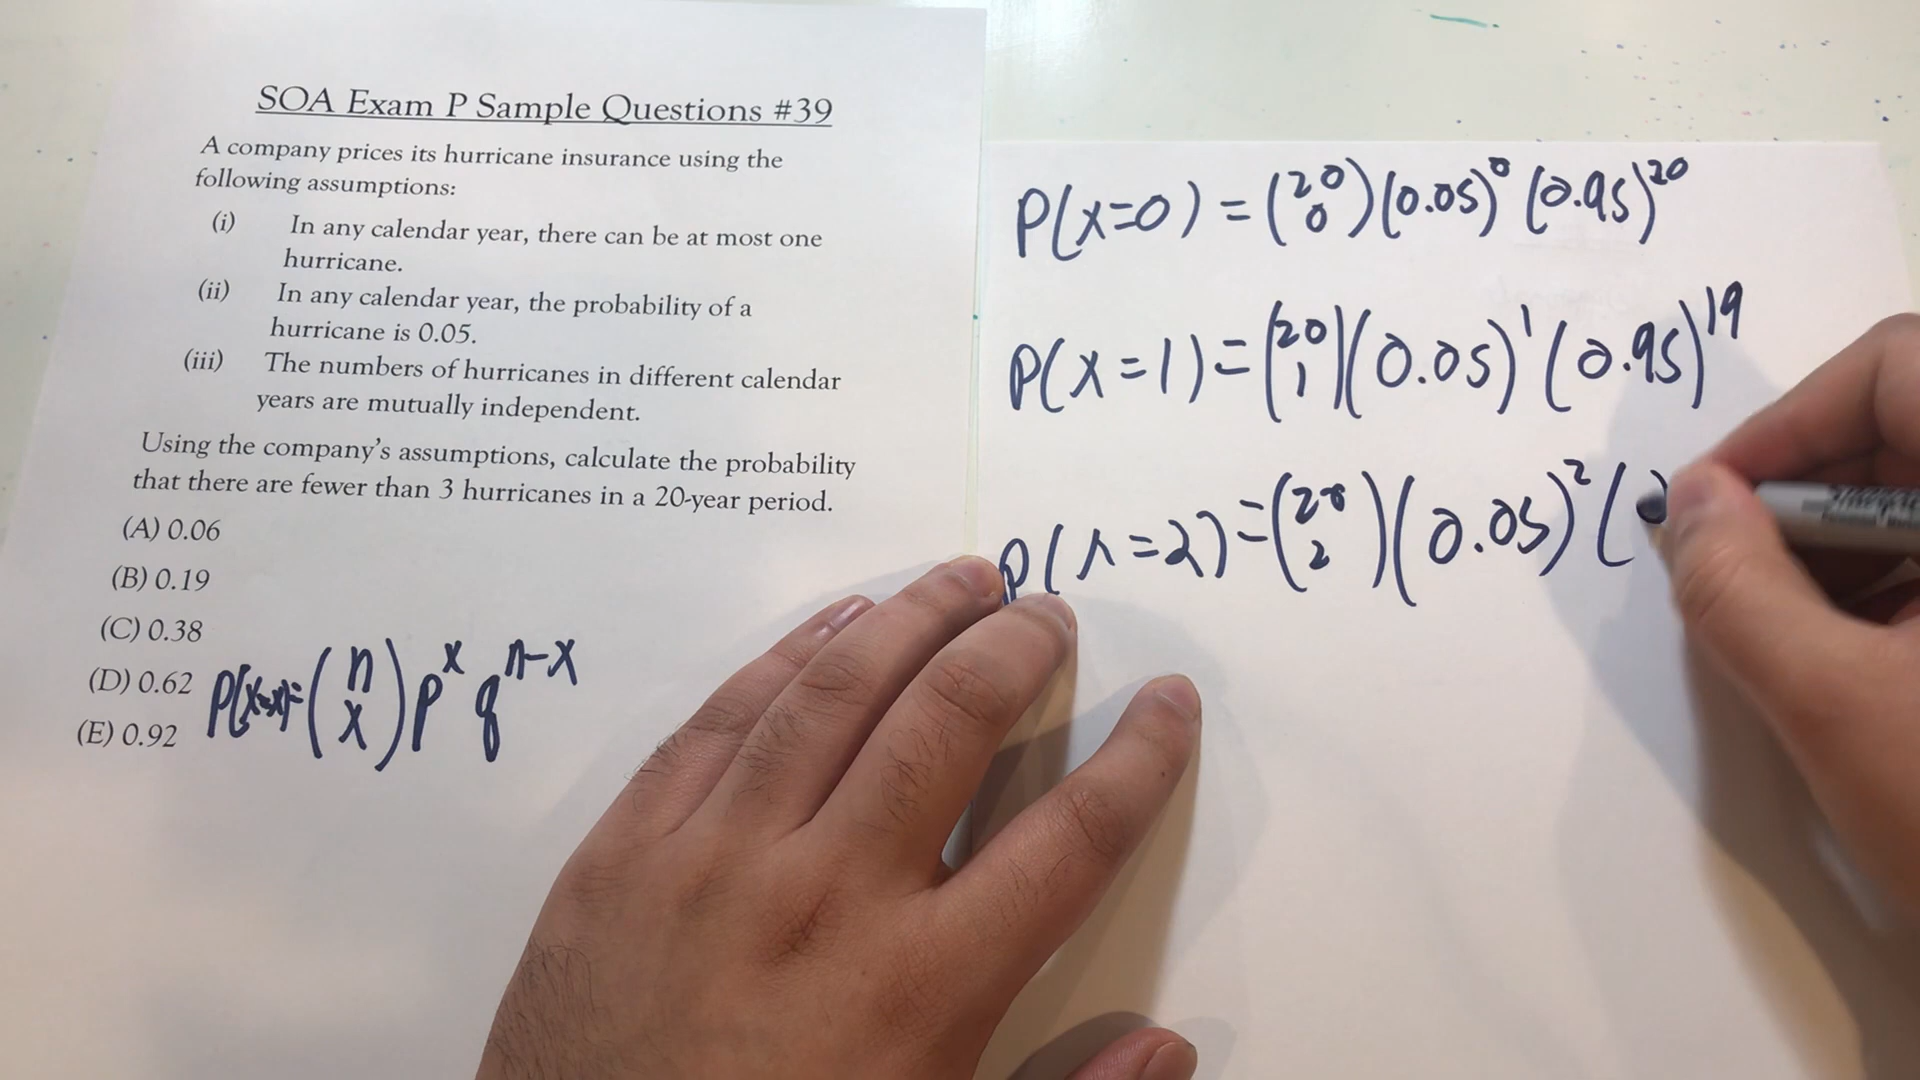 SOA Exam P Sample Questions #39
A company prices its hurricane insurance using the
following assumptions:
(i) In any calendar year, there can be at most one
hurricane.
(ii) In any calendar year, the probability of a
hurricane is 0.05.
(iii) The numbers of hurricanes in different calendar
years are mutually independent.
Using the company's assumptions, calculate the probability
that there are fewer than 3 hurricanes in a 20-year period.
(A) 0.06
(B) 0.19
(C) 0.38
(D) 0.62
(E) 0.92
P(X=x)=(n x) p^x q^n-x
P(x=0) = (20 0)(0.05)^0 (0.95)^20
P(x=1) = (20 1)(0.05)^1 (0.95)^19
P(x=2) = (20 2)(0.05)^2 (